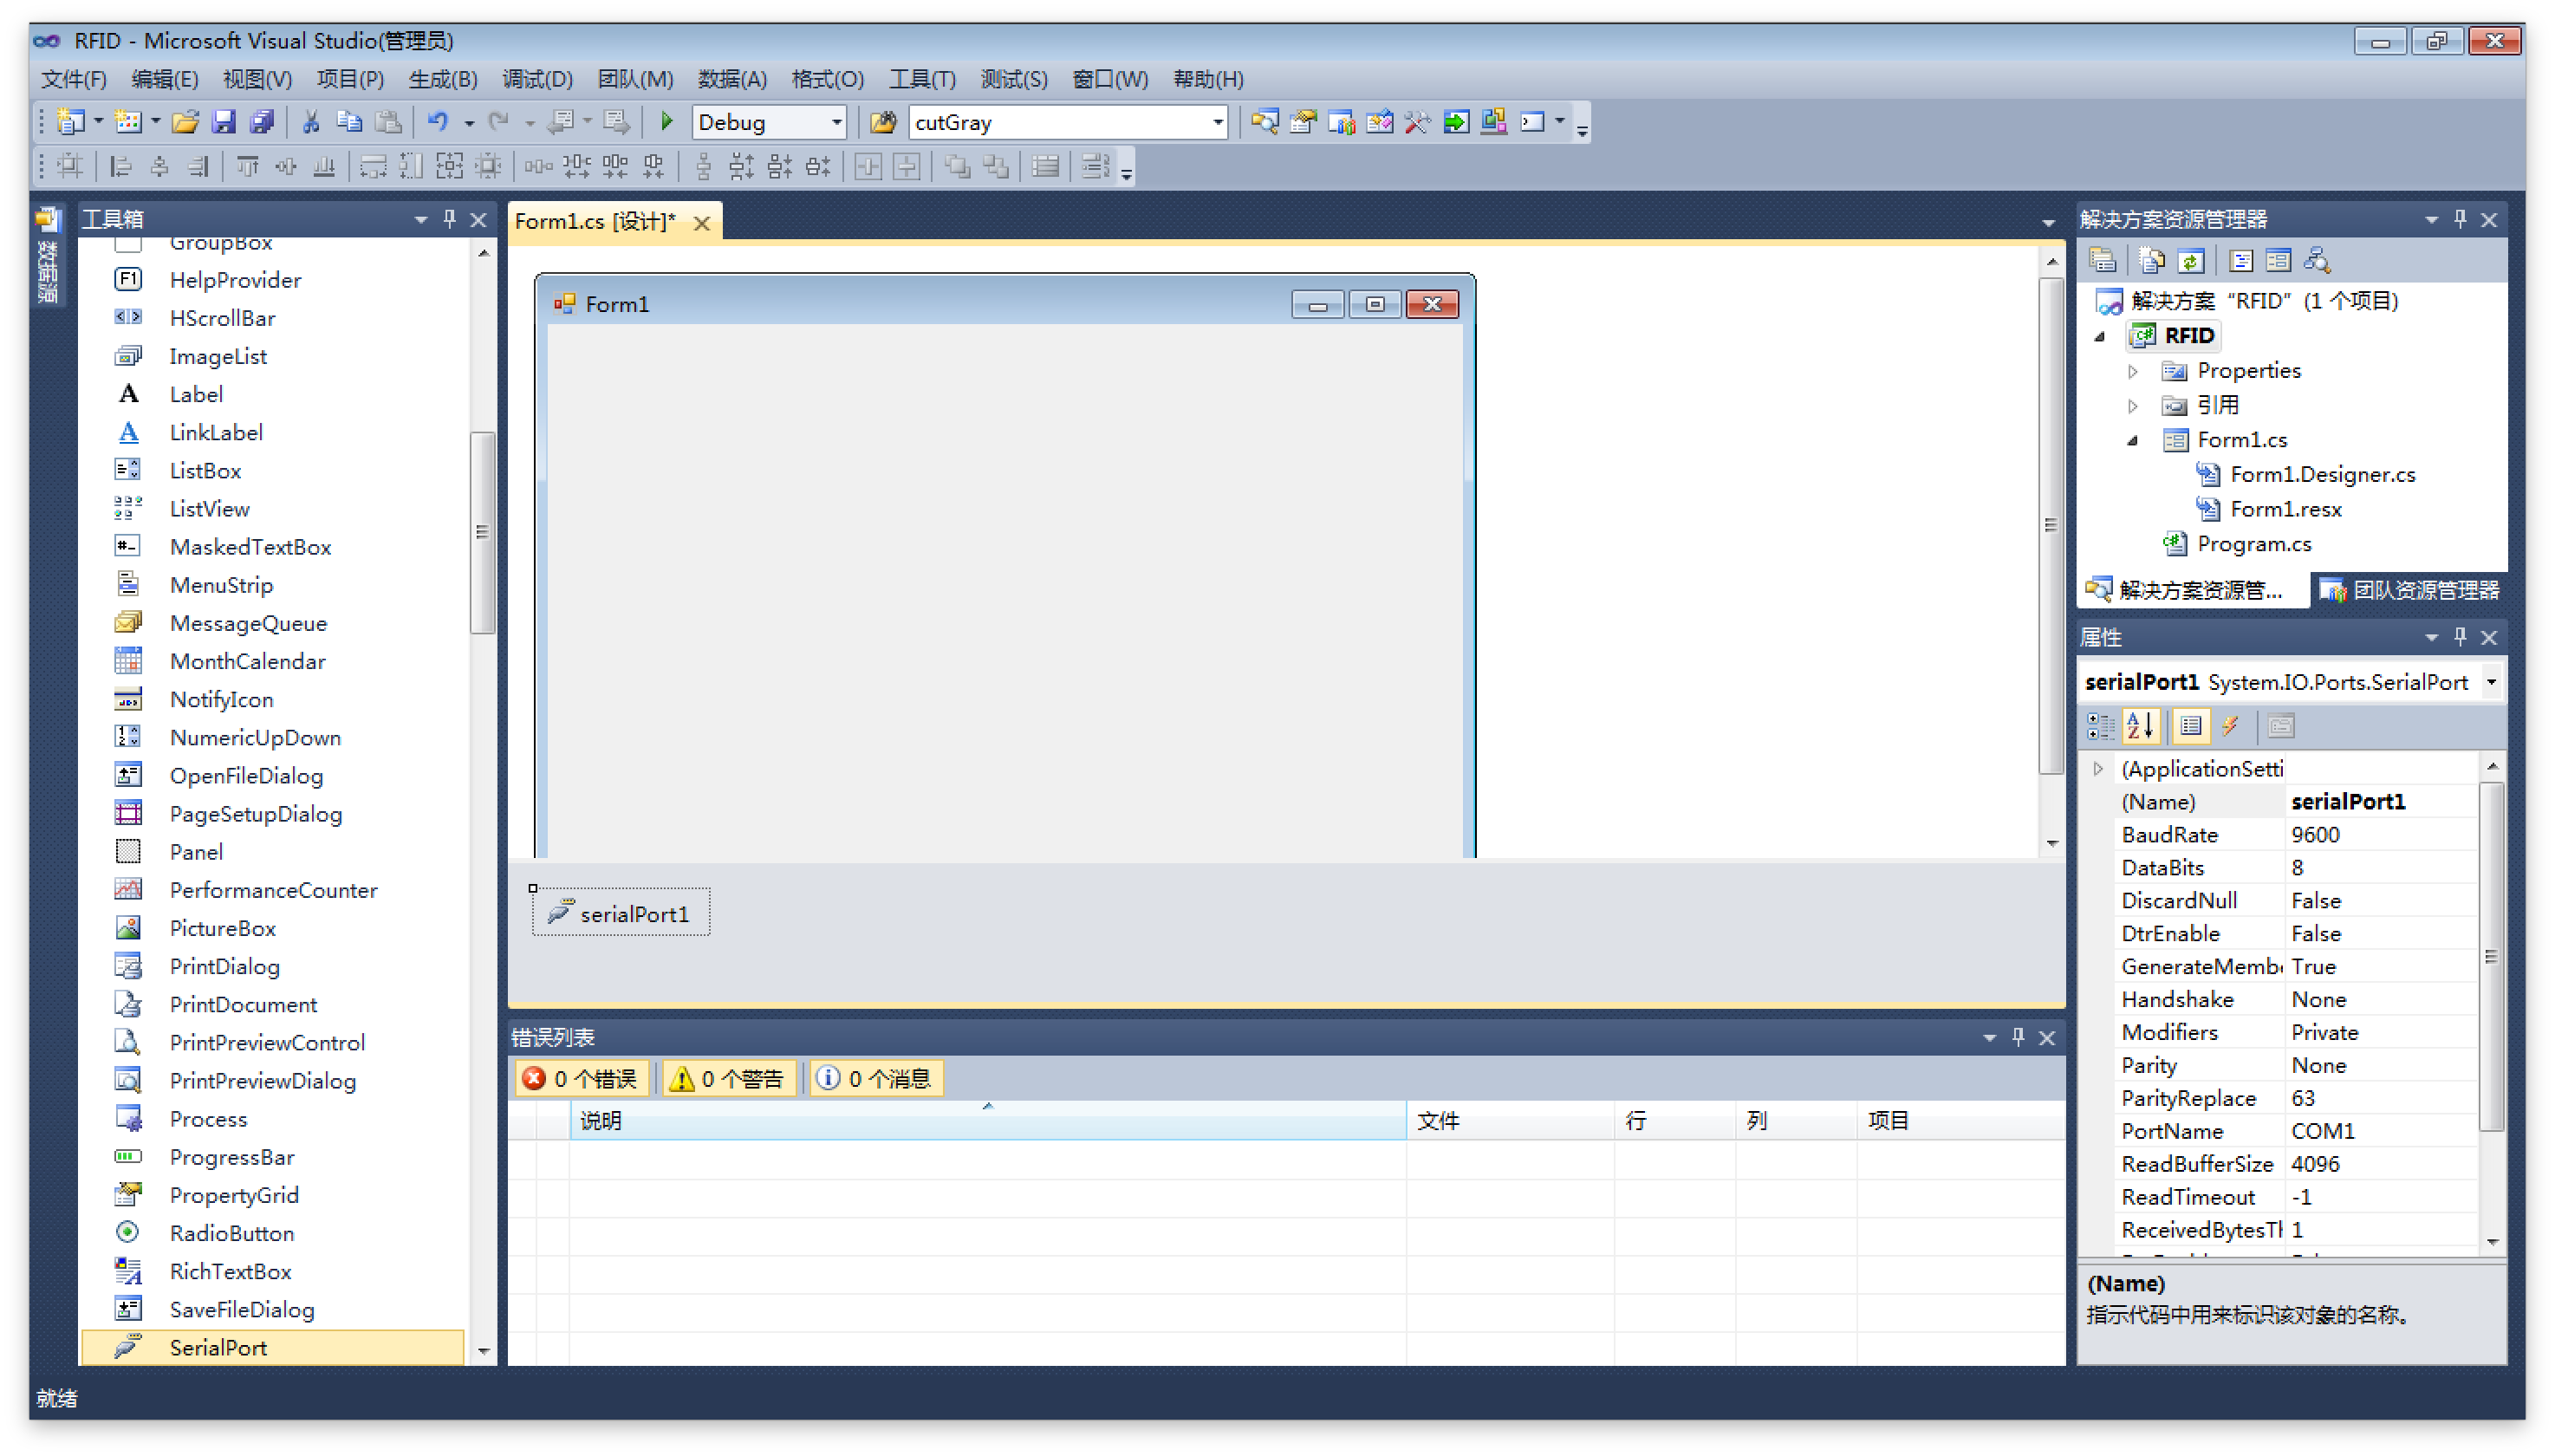 RFID - Microsoft Visual Studio(管理员)
文件(F) 编辑(E) 视图(V) 项目(P) 生成(B) 调试(D) 团队(M) 数据(A) 格式(O) 工具(T) 测试(S) 窗口(W) 帮助(H)
Debug cutGray
数据源
工具箱
GroupBox
HelpProvider
HScrollBar
ImageList
Label
LinkLabel
ListBox
ListView
MaskedTextBox
MenuStrip
MessageQueue
MonthCalendar
NotifyIcon
NumericUpDown
OpenFileDialog
PageSetupDialog
Panel
PerformanceCounter
PictureBox
PrintDialog
PrintDocument
PrintPreviewControl
PrintPreviewDialog
Process
ProgressBar
PropertyGrid
RadioButton
RichTextBox
SaveFileDialog
SerialPort
Form1.cs [设计]*
Form1
serialPort1
错误列表
0 个错误 0 个警告 0 个消息
说明 文件 行 列 项目
解决方案资源管理器
解决方案“RFID”(1 个项目)
RFID
Properties
引用
Form1.cs
Form1.Designer.cs
Form1.resx
Program.cs
解决方案资源管... 团队资源管理器
属性
serialPort1 System.IO.Ports.SerialPort
(ApplicationSetti
(Name) serialPort1
BaudRate 9600
DataBits 8
DiscardNull False
DtrEnable False
GenerateMembe True
Handshake None
Modifiers Private
Parity None
ParityReplace 63
PortName COM1
ReadBufferSize 4096
ReadTimeout -1
ReceivedBytesTh 1
(Name)
指示代码中用来标识该对象的名称。
就绪